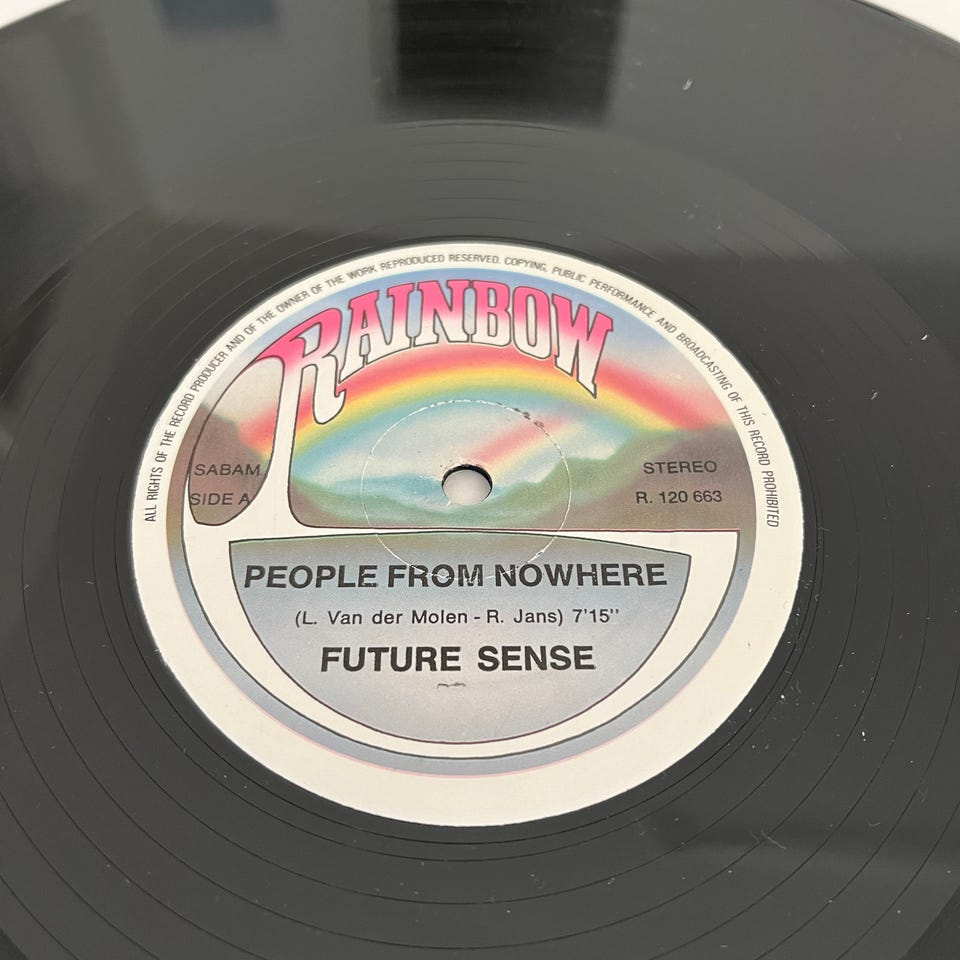 ALL RIGHTS OF THE RECORD PRODUCER AND OF THE OWNER OF THE WORK REPRODUCED RESERVED. COPYING, PUBLIC PERFORMANCE AND BROADCASTING OF THIS RECORD PROHIBITED
RAINBOW
SABAM
SIDE A
STEREO
R. 120 663
PEOPLE FROM NOWHERE
(L. Van der Molen - R. Jans) 7'15''
FUTURE SENSE